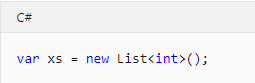 C#
var xs = new List<int>();